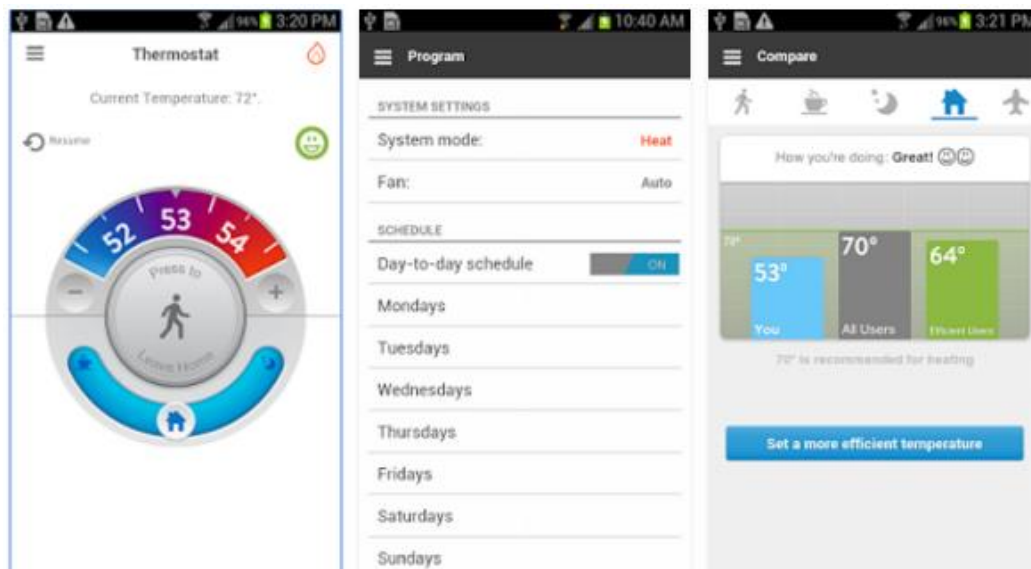 3:20 PM
Thermostat
Current Temperature: 72°.
Resume
52 53 54
Press to
Leave Home
10:40 AM
Program
SYSTEM SETTINGS
System mode: Heat
Fan: Auto
SCHEDULE
Day-to-day schedule ON
Mondays
Tuesdays
Wednesdays
Thursdays
Fridays
Saturdays
Sundays
3:21 PM
Compare
How you're doing: Great!
70°
53° 70° 64°
You All Users Efficient Users
70° is recommended for heating
Set a more efficient temperature